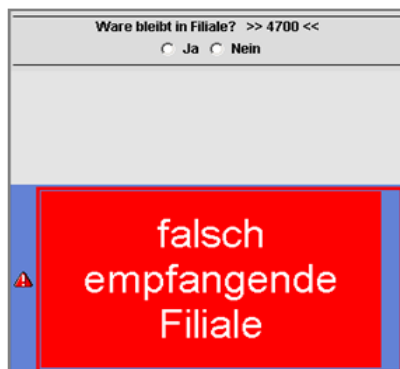 Ware bleibt in Filiale? >> 4700 <<
Ja Nein
falsch
empfangende
Filiale